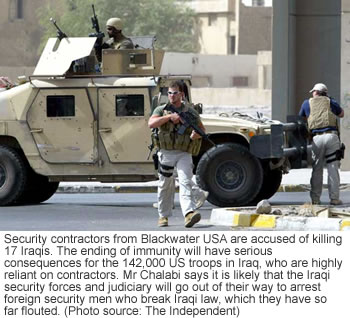 Security contractors from Blackwater USA are accused of killing
17 Iraqis. The ending of immunity will have serious
consequences for the 142,000 US troops in Iraq, who are highly
reliant on contractors. Mr Chalabi says it is likely that the Iraqi
security forces and judiciary will go out of their way to arrest
foreign security men who break Iraqi law, which they have so
far flouted. (Photo source: The Independent)